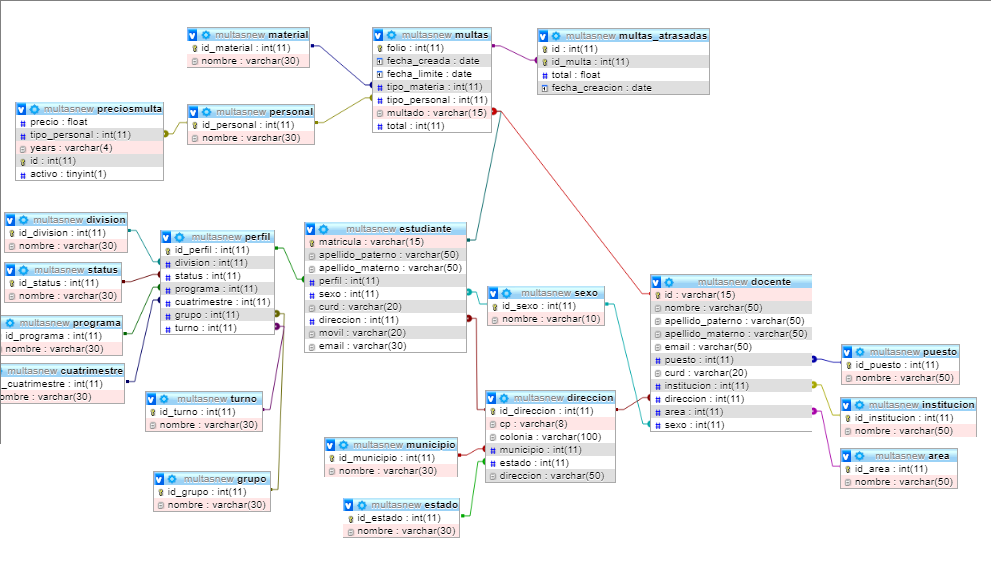 multasnew material
id_material : int(11)
nombre : varchar(30)
multasnew multas
folio : int(11)
fecha_creada : date
fecha_limite : date
tipo_materia : int(11)
tipo_personal : int(11)
multado : varchar(15)
total : int(11)
multasnew multas_atrasadas
id : int(11)
id_multa : int(11)
total : float
fecha_creacion : date
multasnew preciosmulta
precio : float
tipo_personal : int(11)
years : varchar(4)
id : int(11)
activo : tinyint(1)
multasnew personal
id_personal : int(11)
nombre : varchar(30)
multasnew division
id_division : int(11)
nombre : varchar(30)
multasnew status
id_status : int(11)
nombre : varchar(30)
multasnew programa
id_programa : int(11)
nombre : varchar(30)
multasnew cuatrimestre
_cuatrimestre : int(11)
ombre : varchar(30)
multasnew perfil
id_perfil : int(11)
division : int(11)
status : int(11)
programa : int(11)
cuatrimestre : int(11)
grupo : int(11)
turno : int(11)
multasnew turno
id_turno : int(11)
nombre : varchar(30)
multasnew grupo
id_grupo : int(11)
nombre : varchar(30)
multasnew estudiante
matricula : varchar(15)
apellido_paterno : varchar(50)
apellido_materno : varchar(50)
perfil : int(11)
sexo : int(11)
curd : varchar(20)
direccion : int(11)
movil : varchar(20)
email : varchar(30)
multasnew sexo
id_sexo : int(11)
nombre : varchar(10)
multasnew direccion
id_direccion : int(11)
cp : varchar(8)
colonia : varchar(100)
municipio : int(11)
estado : int(11)
direccion : varchar(50)
multasnew municipio
id_municipio : int(11)
nombre : varchar(30)
multasnew estado
id_estado : int(11)
nombre : varchar(30)
multasnew docente
id : varchar(15)
nombre : varchar(50)
apellido_paterno : varchar(50)
apellido_materno : varchar(50)
email : varchar(50)
puesto : int(11)
curd : varchar(20)
institucion : int(11)
direccion : int(11)
area : int(11)
sexo : int(11)
multasnew puesto
id_puesto : int(11)
nombre : varchar(50)
multasnew institucion
id_institucion : int(11)
nombre : varchar(50)
multasnew area
id_area : int(11)
nombre : varchar(50)